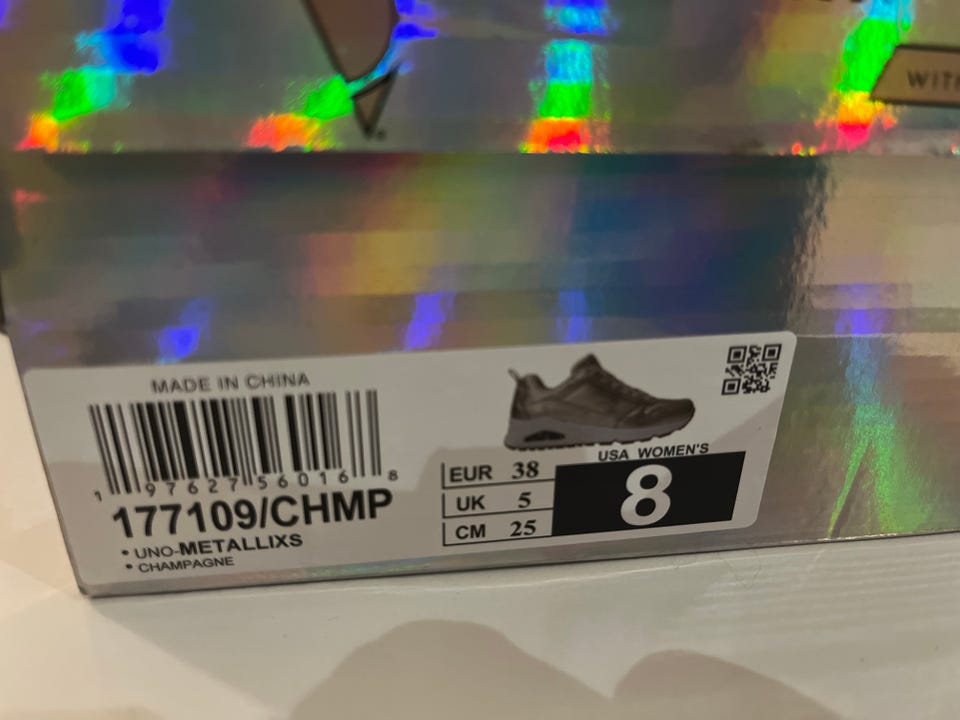 WITH
MADE IN CHINA
1 97627 56016 8
177109/CHMP
• UNO-METALLIXS
• CHAMPAGNE
EUR 38
UK 5
CM 25
USA WOMEN'S
8